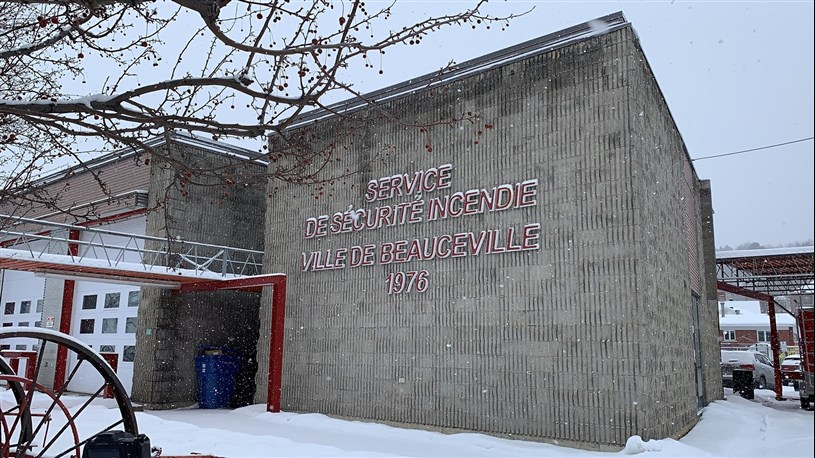 SERVICE
DE SÉCURITÉ INCENDIE
VILLE DE BEAUCEVILLE
1976